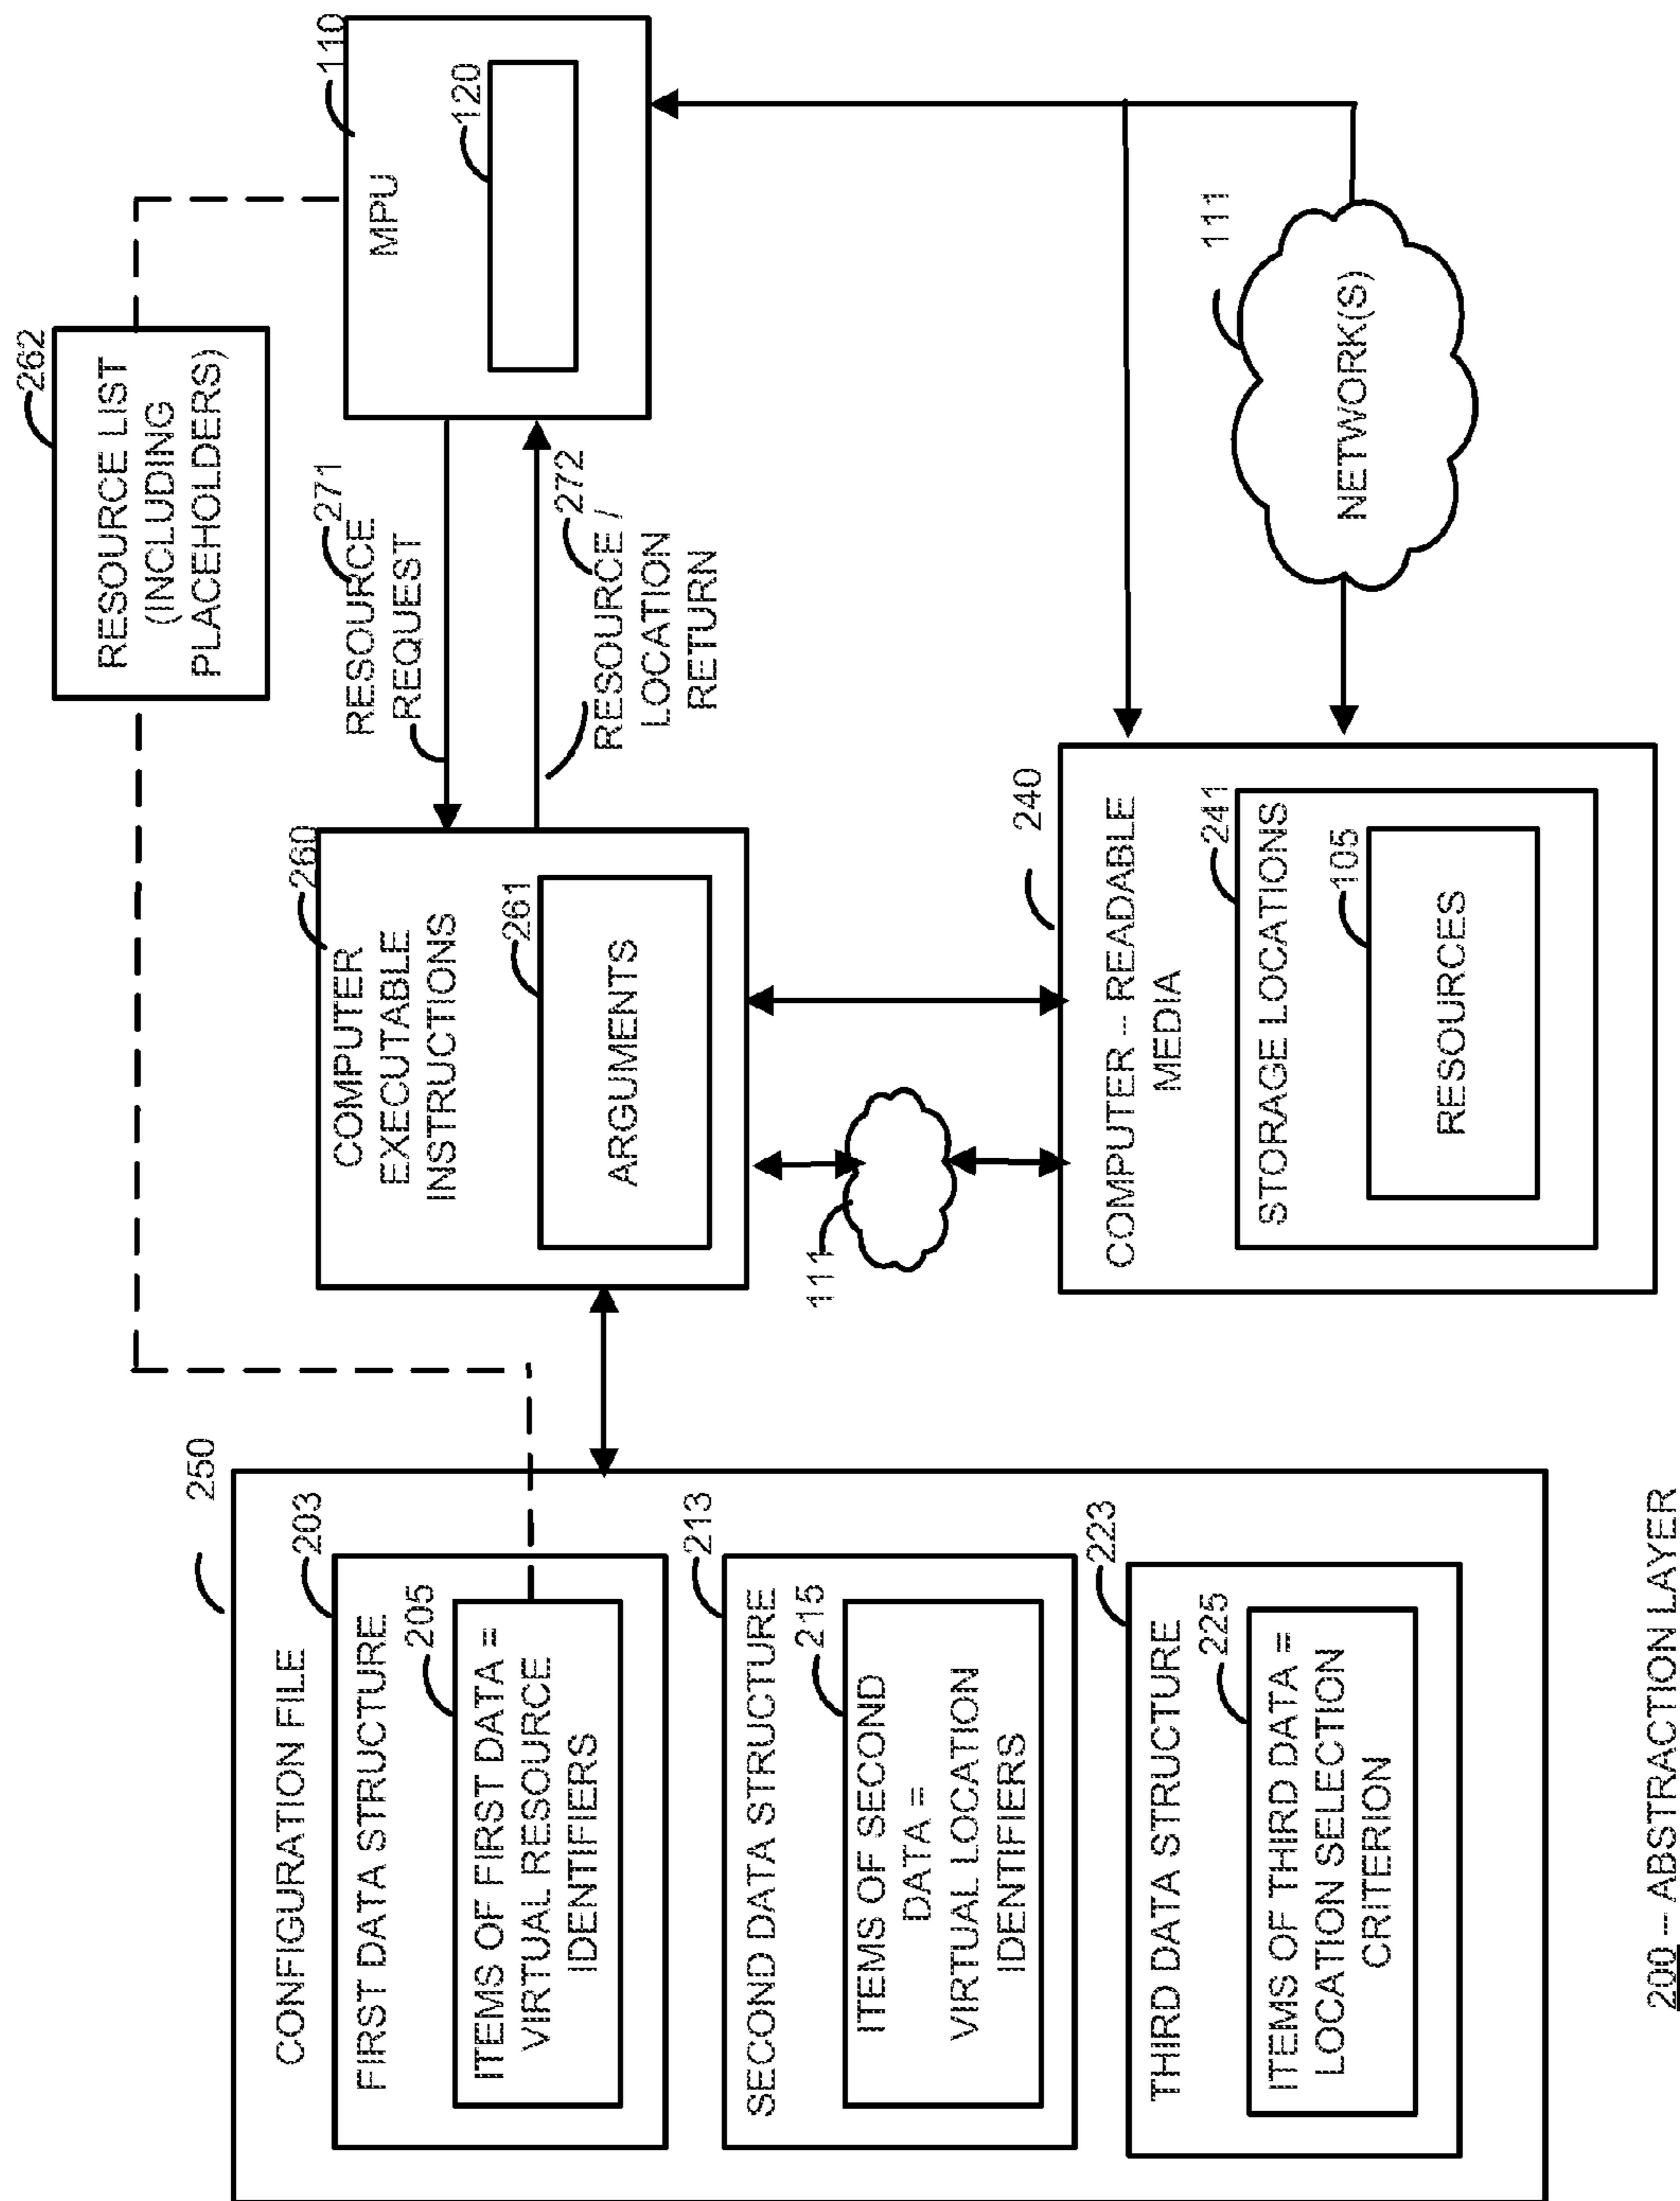 CONFIGURATION FILE
250
FIRST DATA STRUCTURE
203
205
ITEMS OF FIRST DATA =
VIRTUAL RESOURCE
IDENTIFIERS
SECOND DATA STRUCTURE
213
215
ITEMS OF SECOND
DATA =
VIRTUAL LOCATION
IDENTIFIERS
THIRD DATA STRUCTURE
223
225
ITEMS OF THIRD DATA =
LOCATION SELECTION
CRITERION
COMPUTER
EXECUTABLE
INSTRUCTIONS
260
261
ARGUMENTS
111
COMPUTER -- READABLE
MEDIA
240
STORAGE LOCATIONS
241
105
RESOURCES
RESOURCE LIST
(INCLUDING
PLACEHOLDERS)
262
271
RESOURCE
REQUEST
272
RESOURCE /
LOCATION
RETURN
MPU
110
120
111
NETWORK(S)
200 -- ABSTRACTION LAYER